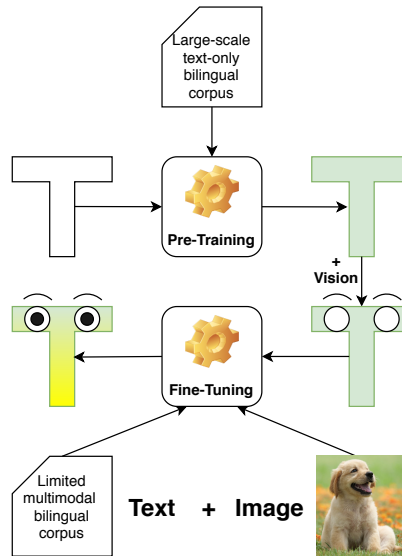 Large-scale
text-only
bilingual
corpus
Pre-Training
+
Vision
Fine-Tuning
Limited
multimodal
bilingual
corpus
Text + Image